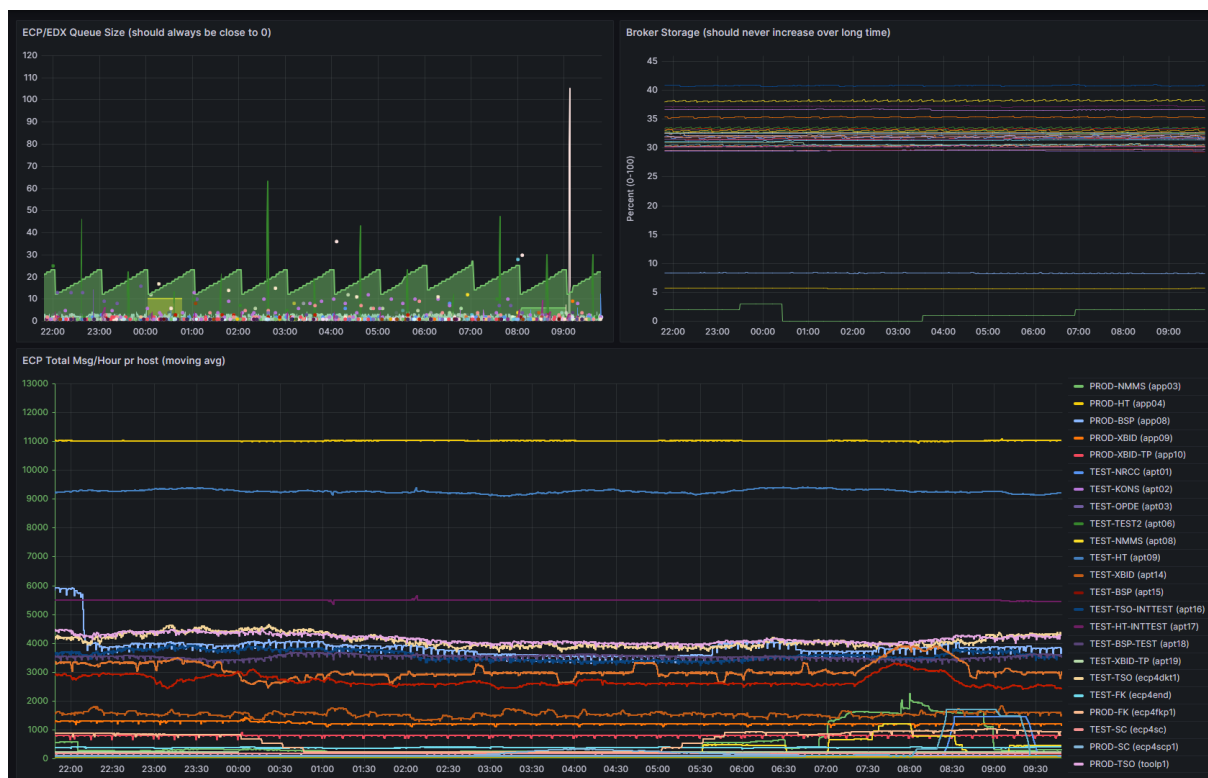 ECP/EDX Queue Size (should always be close to 0)
120
110
100
90
80
70
60
50
40
30
20
10
0
22:00 23:00 00:00 01:00 02:00 03:00 04:00 05:00 06:00 07:00 08:00 09:00
Broker Storage (should never increase over long time)
Percent (0-100)
45
40
35
30
25
20
15
10
5
0
22:00 23:00 00:00 01:00 02:00 03:00 04:00 05:00 06:00 07:00 08:00 09:00
ECP Total Msg/Hour pr host (moving avg)
13000
12000
11000
10000
9000
8000
7000
6000
5000
4000
3000
2000
1000
0
22:00 22:30 23:00 23:30 00:00 00:30 01:00 01:30 02:00 02:30 03:00 03:30 04:00 04:30 05:00 05:30 06:00 06:30 07:00 07:30 08:00 08:30 09:00 09:30
PROD-NMMS (app03)
PROD-HT (app04)
PROD-BSP (app08)
PROD-XBID (app09)
PROD-XBID-TP (app10)
TEST-NRCC (apt01)
TEST-KONS (apt02)
TEST-OPDE (apt03)
TEST-TEST2 (apt06)
TEST-NMMS (apt08)
TEST-HT (apt09)
TEST-XBID (apt14)
TEST-BSP (apt15)
TEST-TSO-INTTEST (apt16)
TEST-HT-INTTEST (apt17)
TEST-BSP-TEST (apt18)
TEST-XBID-TP (apt19)
TEST-TSO (ecp4dkt1)
TEST-FK (ecp4end)
PROD-FK (ecp4fkp1)
TEST-SC (ecp4sc)
PROD-SC (ecp4scp1)
PROD-TSO (toolp1)